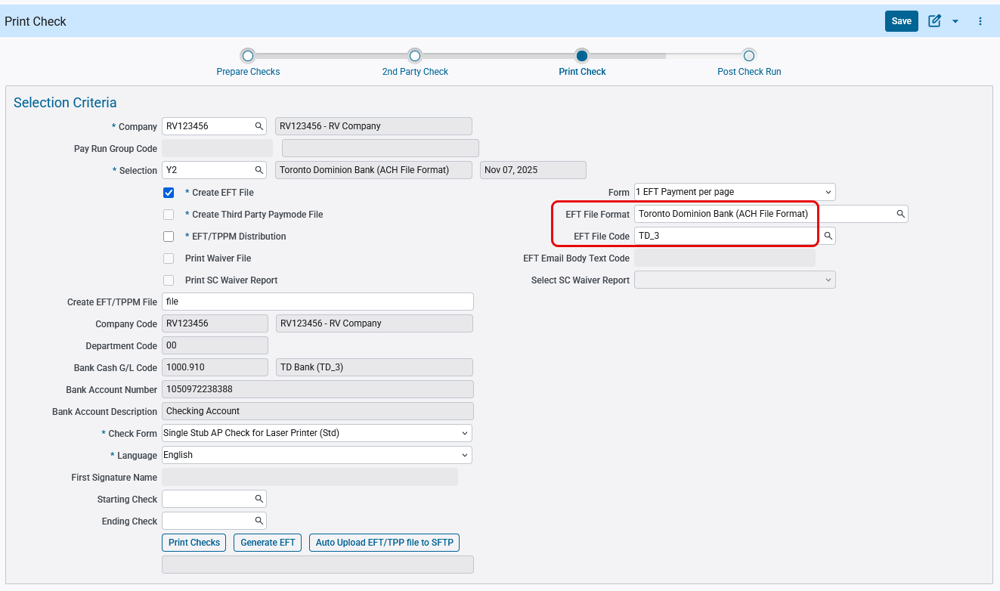 Print Check
Save
Prepare Checks
2nd Party Check
Print Check
Post Check Run
Selection Criteria
* Company RV123456 RV123456 - RV Company
Pay Run Group Code
* Selection Y2 Toronto Dominion Bank (ACH File Format) Nov 07, 2025
* Create EFT File Form 1 EFT Payment per page
* Create Third Party Paymode File EFT File Format Toronto Dominion Bank (ACH File Format)
* EFT/TPPM Distribution EFT File Code TD_3
Print Waiver File EFT Email Body Text Code
Print SC Waiver Report Select SC Waiver Report
Create EFT/TPPM File file
Company Code RV123456 RV123456 - RV Company
Department Code 00
Bank Cash G/L Code 1000.910 TD Bank (TD_3)
Bank Account Number 1050972238388
Bank Account Description Checking Account
* Check Form Single Stub AP Check for Laser Printer (Std)
* Language English
First Signature Name
Starting Check
Ending Check
Print Checks Generate EFT Auto Upload EFT/TPP file to SFTP